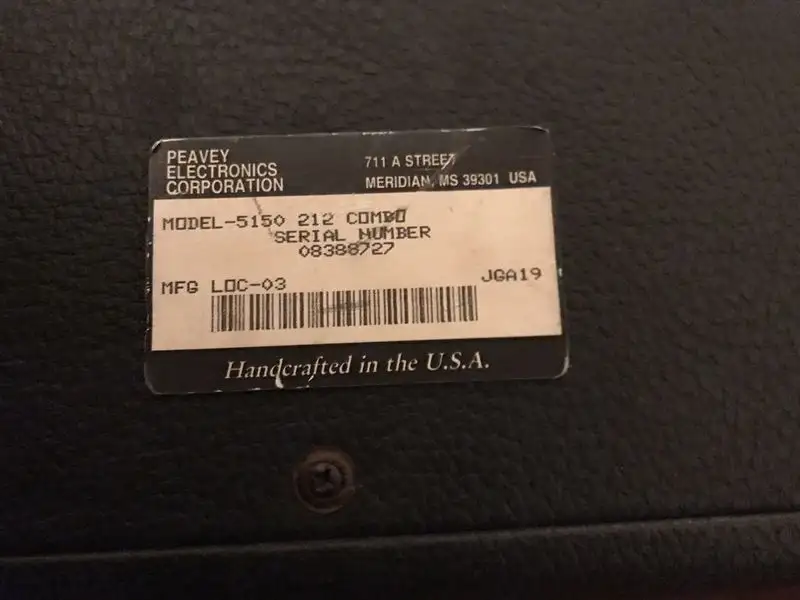 PEAVEY
ELECTRONICS
CORPORATION
711 A STREET
MERIDIAN, MS 39301 USA
MODEL-5150 212 COMBO
SERIAL NUMBER
08388727
MFG LOC-03
JGA19
Handcrafted in the U.S.A.